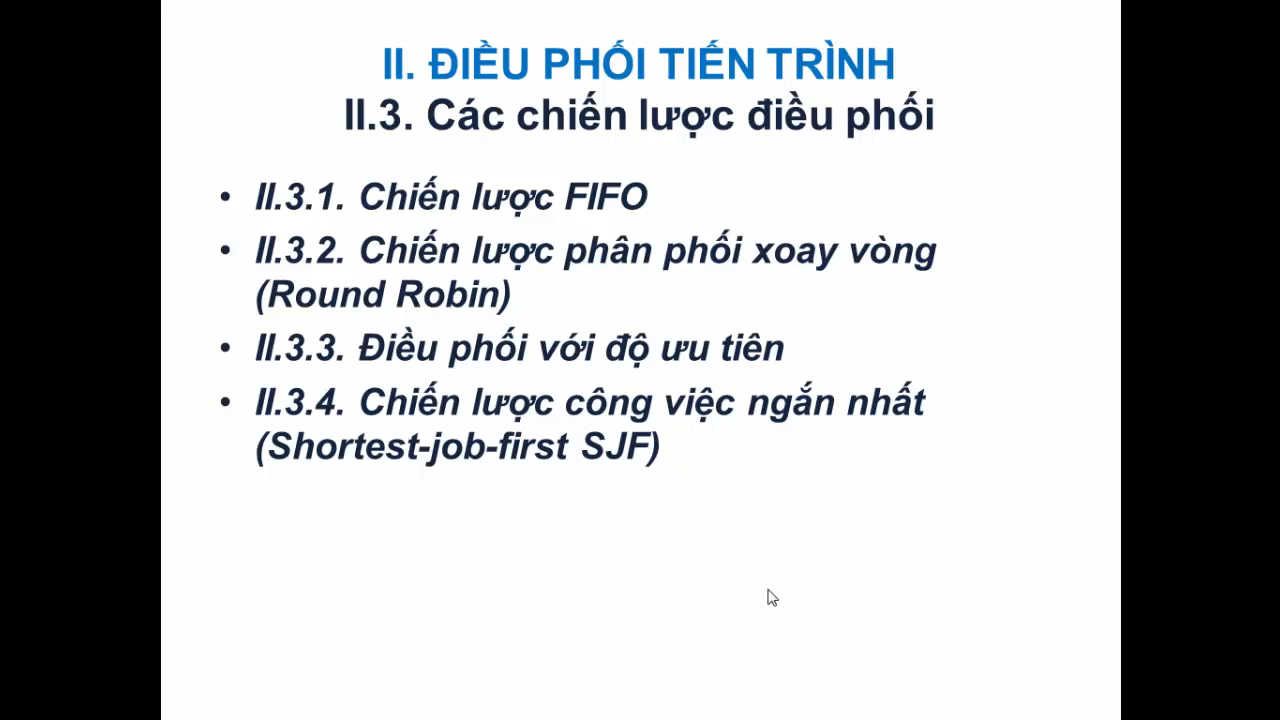 II. ĐIỀU PHỐI TIẾN TRÌNH
II.3. Các chiến lược điều phối
• II.3.1. Chiến lược FIFO
• II.3.2. Chiến lược phân phối xoay vòng
(Round Robin)
• II.3.3. Điều phối với độ ưu tiên
• II.3.4. Chiến lược công việc ngắn nhất
(Shortest-job-first SJF)